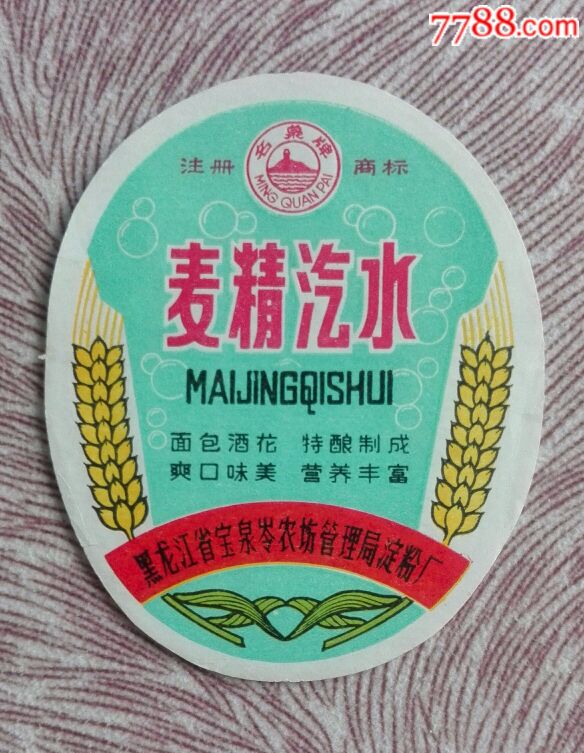 7788.com
名泉牌
注册 商标
MING QUAN PAI
麦精汽水
MAIJINGQISHUI
面包酒花 特酿制成
爽口味美 营养丰富
黑龙江省宝泉岭农场管理局淀粉厂